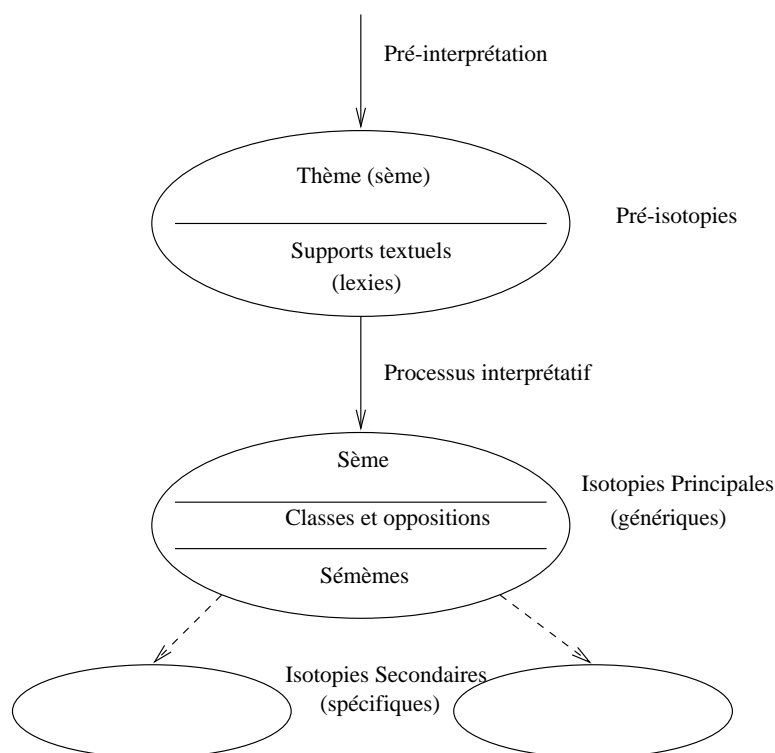 Pré-interprétation
Thème (sème)
Pré-isotopies
Supports textuels
(lexies)
Processus interprétatif
Sème
Isotopies Principales
(génériques)
Classes et oppositions
Sémèmes
Isotopies Secondaires
(spécifiques)